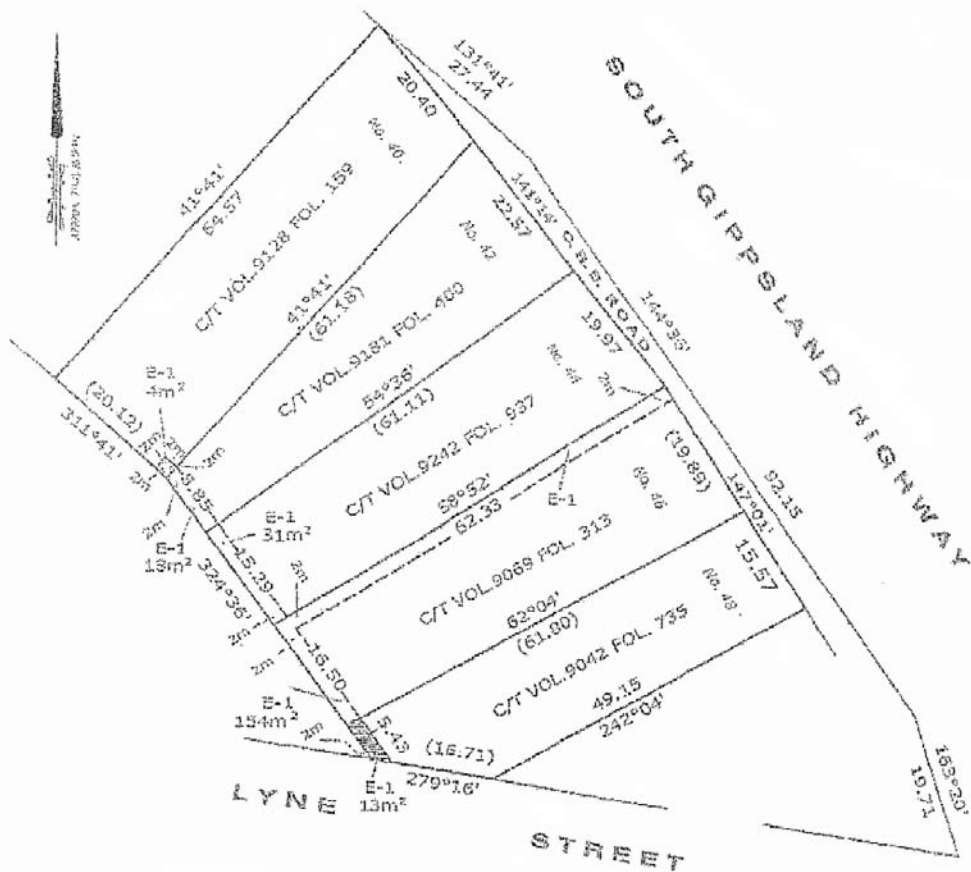 SOUTH GIPPSLAND HIGHWAY
131°41'
27.44
20.40
No. 40.
41°41'
64.57
C/T VOL.9128 FOL. 159
141°14' C.R.B. ROAD
144°35'
92.15
22.57
No. 42
41°41'
(61.18)
C/T VOL.9181 FOL. 480
19.97
No. 44
2m
54°36'
(61.11)
C/T VOL.9242 FOL. 937
(20.12)
311°41'
E-1
4m²
2m
2m
2m
2m
5.85
E-1
18m²
E-1
31m²
15.29
324°36'
2m
2m
2m
58°52'
62.33
E-1
(19.89)
147°01'
No. 46
C/T VOL.9069 FOL. 313
15.57
No. 48
62°04'
(61.80)
C/T VOL.9042 FOL. 735
49.15
242°04'
16.50
E-1
154m²
2m
5.43
(16.71)
279°16'
E-1
13m²
163°20'
19.71
LYNE STREET